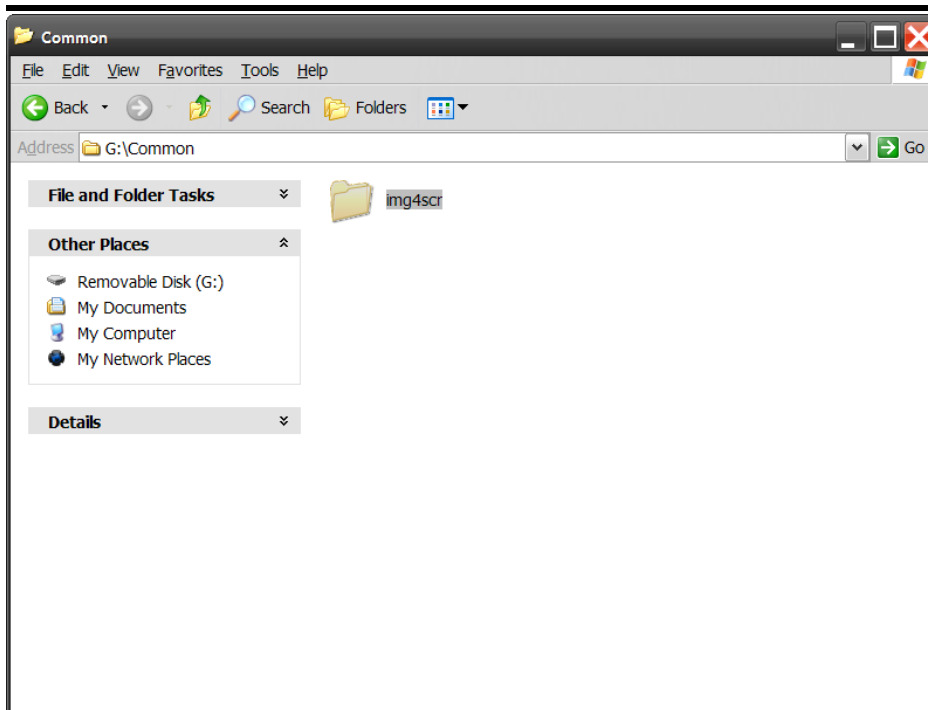 Common
File Edit View Favorites Tools Help
Back Search Folders
Address G:\Common Go
File and Folder Tasks
img4scr
Other Places
Removable Disk (G:)
My Documents
My Computer
My Network Places
Details